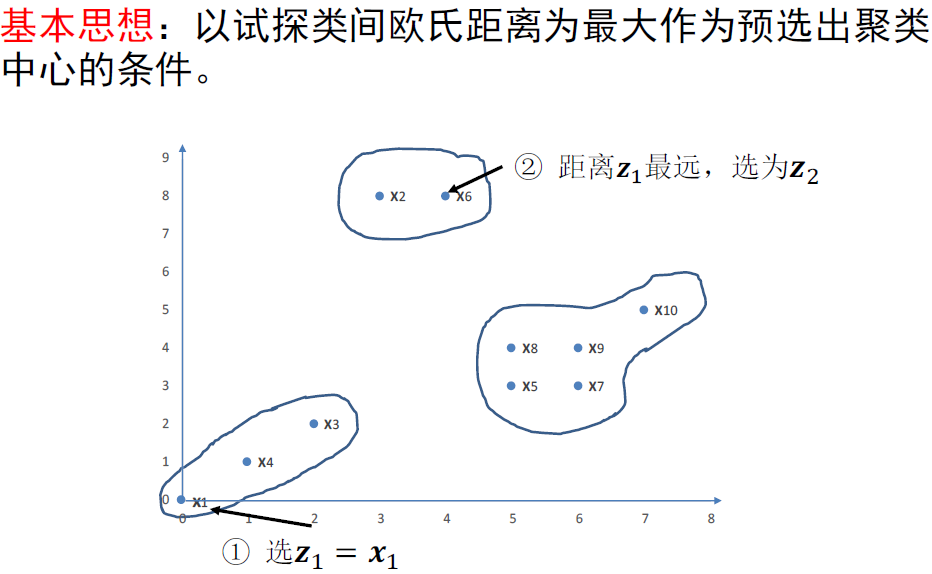 基本思想：以试探类间欧氏距离为最大作为预选出聚类
中心的条件。
9
② 距离z₁最远，选为z₂
8
X2
X6
7
6
5
X10
4
X8
X9
3
X5
X7
2
X3
1
X4
0
X1
0 1 2 3 4 5 6 7 8
① 选z₁ = x₁